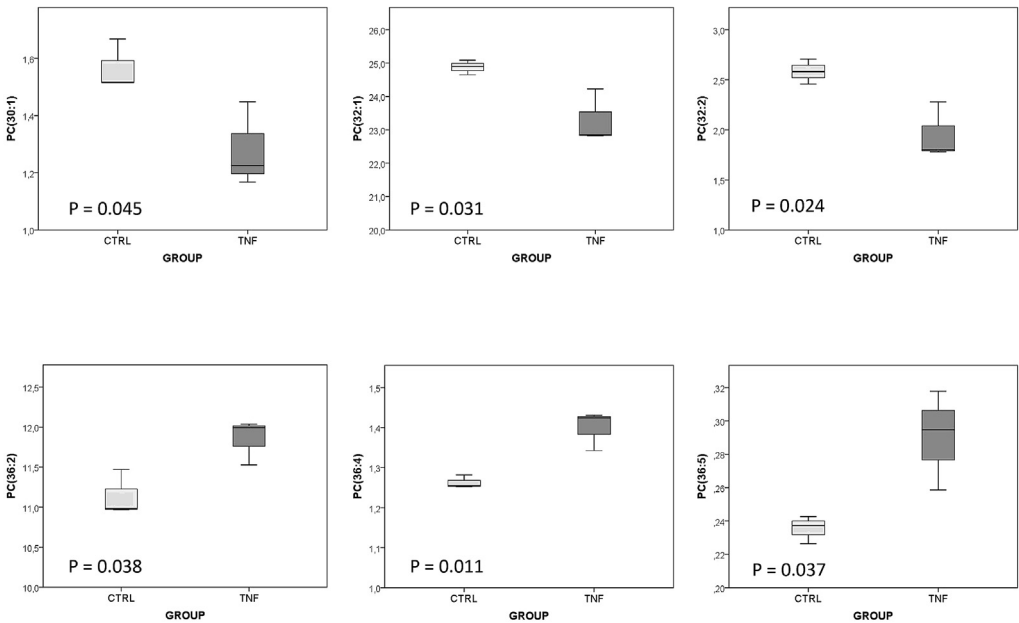 PC(30:1)
1,6
1,4
1,2
1,0
P = 0.045
CTRL TNF
GROUP
PC(32:1)
26,0
25,0
24,0
23,0
22,0
21,0
20,0
P = 0.031
CTRL TNF
GROUP
PC(32:2)
3,0
2,5
2,0
1,5
1,0
P = 0.024
CTRL TNF
GROUP
PC(36:2)
12,5
12,0
11,5
11,0
10,5
10,0
P = 0.038
CTRL TNF
GROUP
PC(36:4)
1,5
1,4
1,3
1,2
1,1
1,0
P = 0.011
CTRL TNF
GROUP
PC(36:5)
,32
,30
,28
,26
,24
,22
,20
P = 0.037
CTRL TNF
GROUP